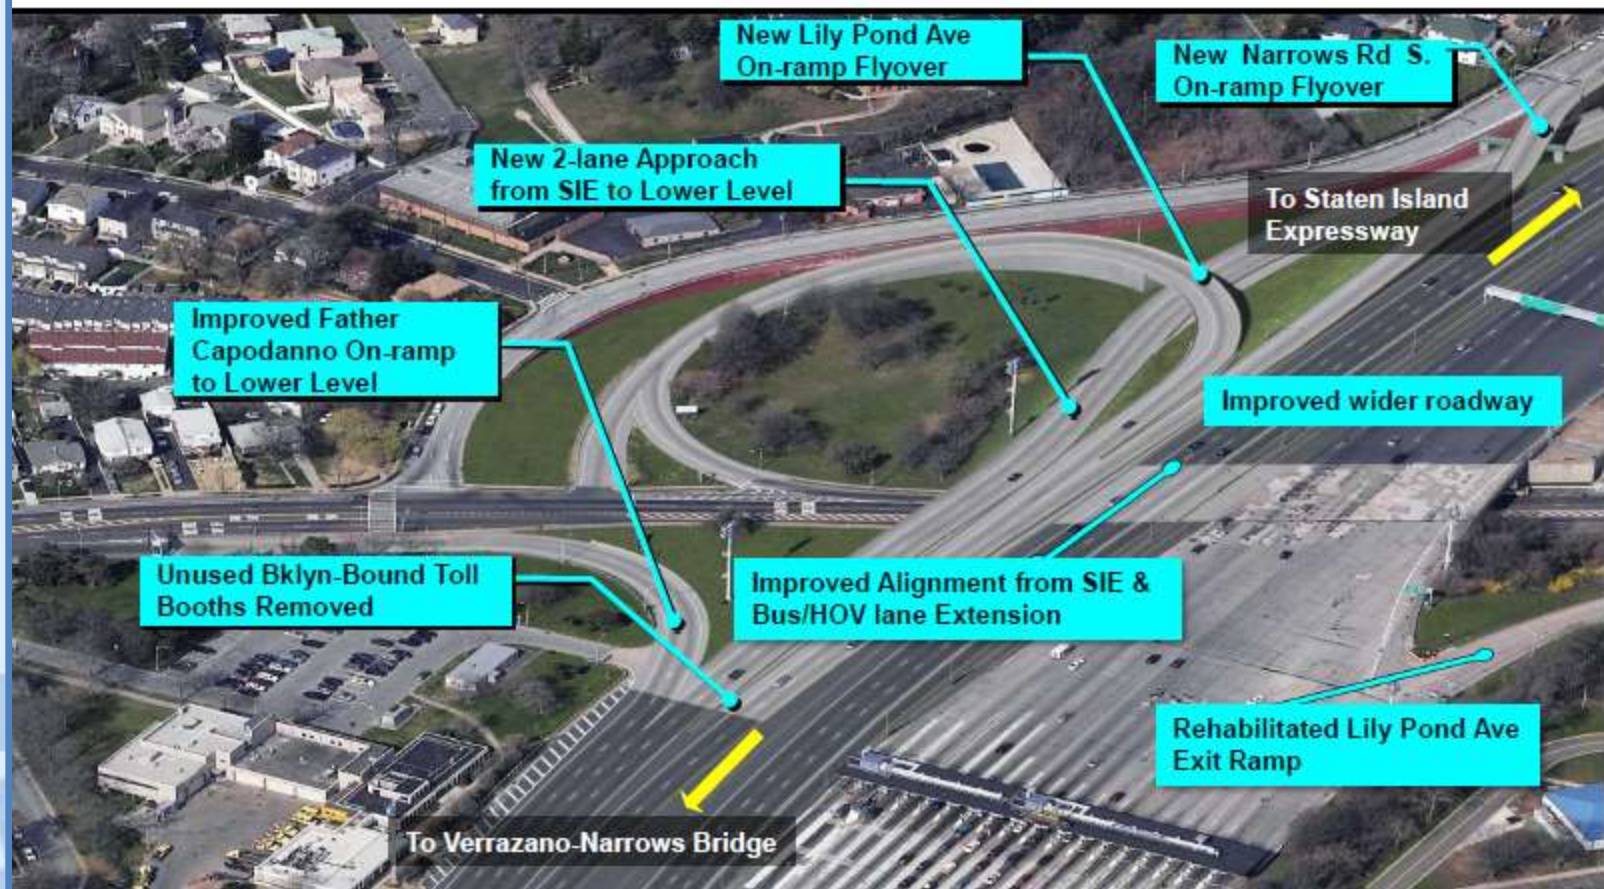 New Lily Pond Ave
On-ramp Flyover
New Narrows Rd S.
On-ramp Flyover
New 2-lane Approach
from SIE to Lower Level
To Staten Island
Expressway
Improved Father
Capodanno On-ramp
to Lower Level
Improved wider roadway
Unused Bklyn-Bound Toll
Booths Removed
Improved Alignment from SIE &
Bus/HOV lane Extension
Rehabilitated Lily Pond Ave
Exit Ramp
To Verrazano-Narrows Bridge